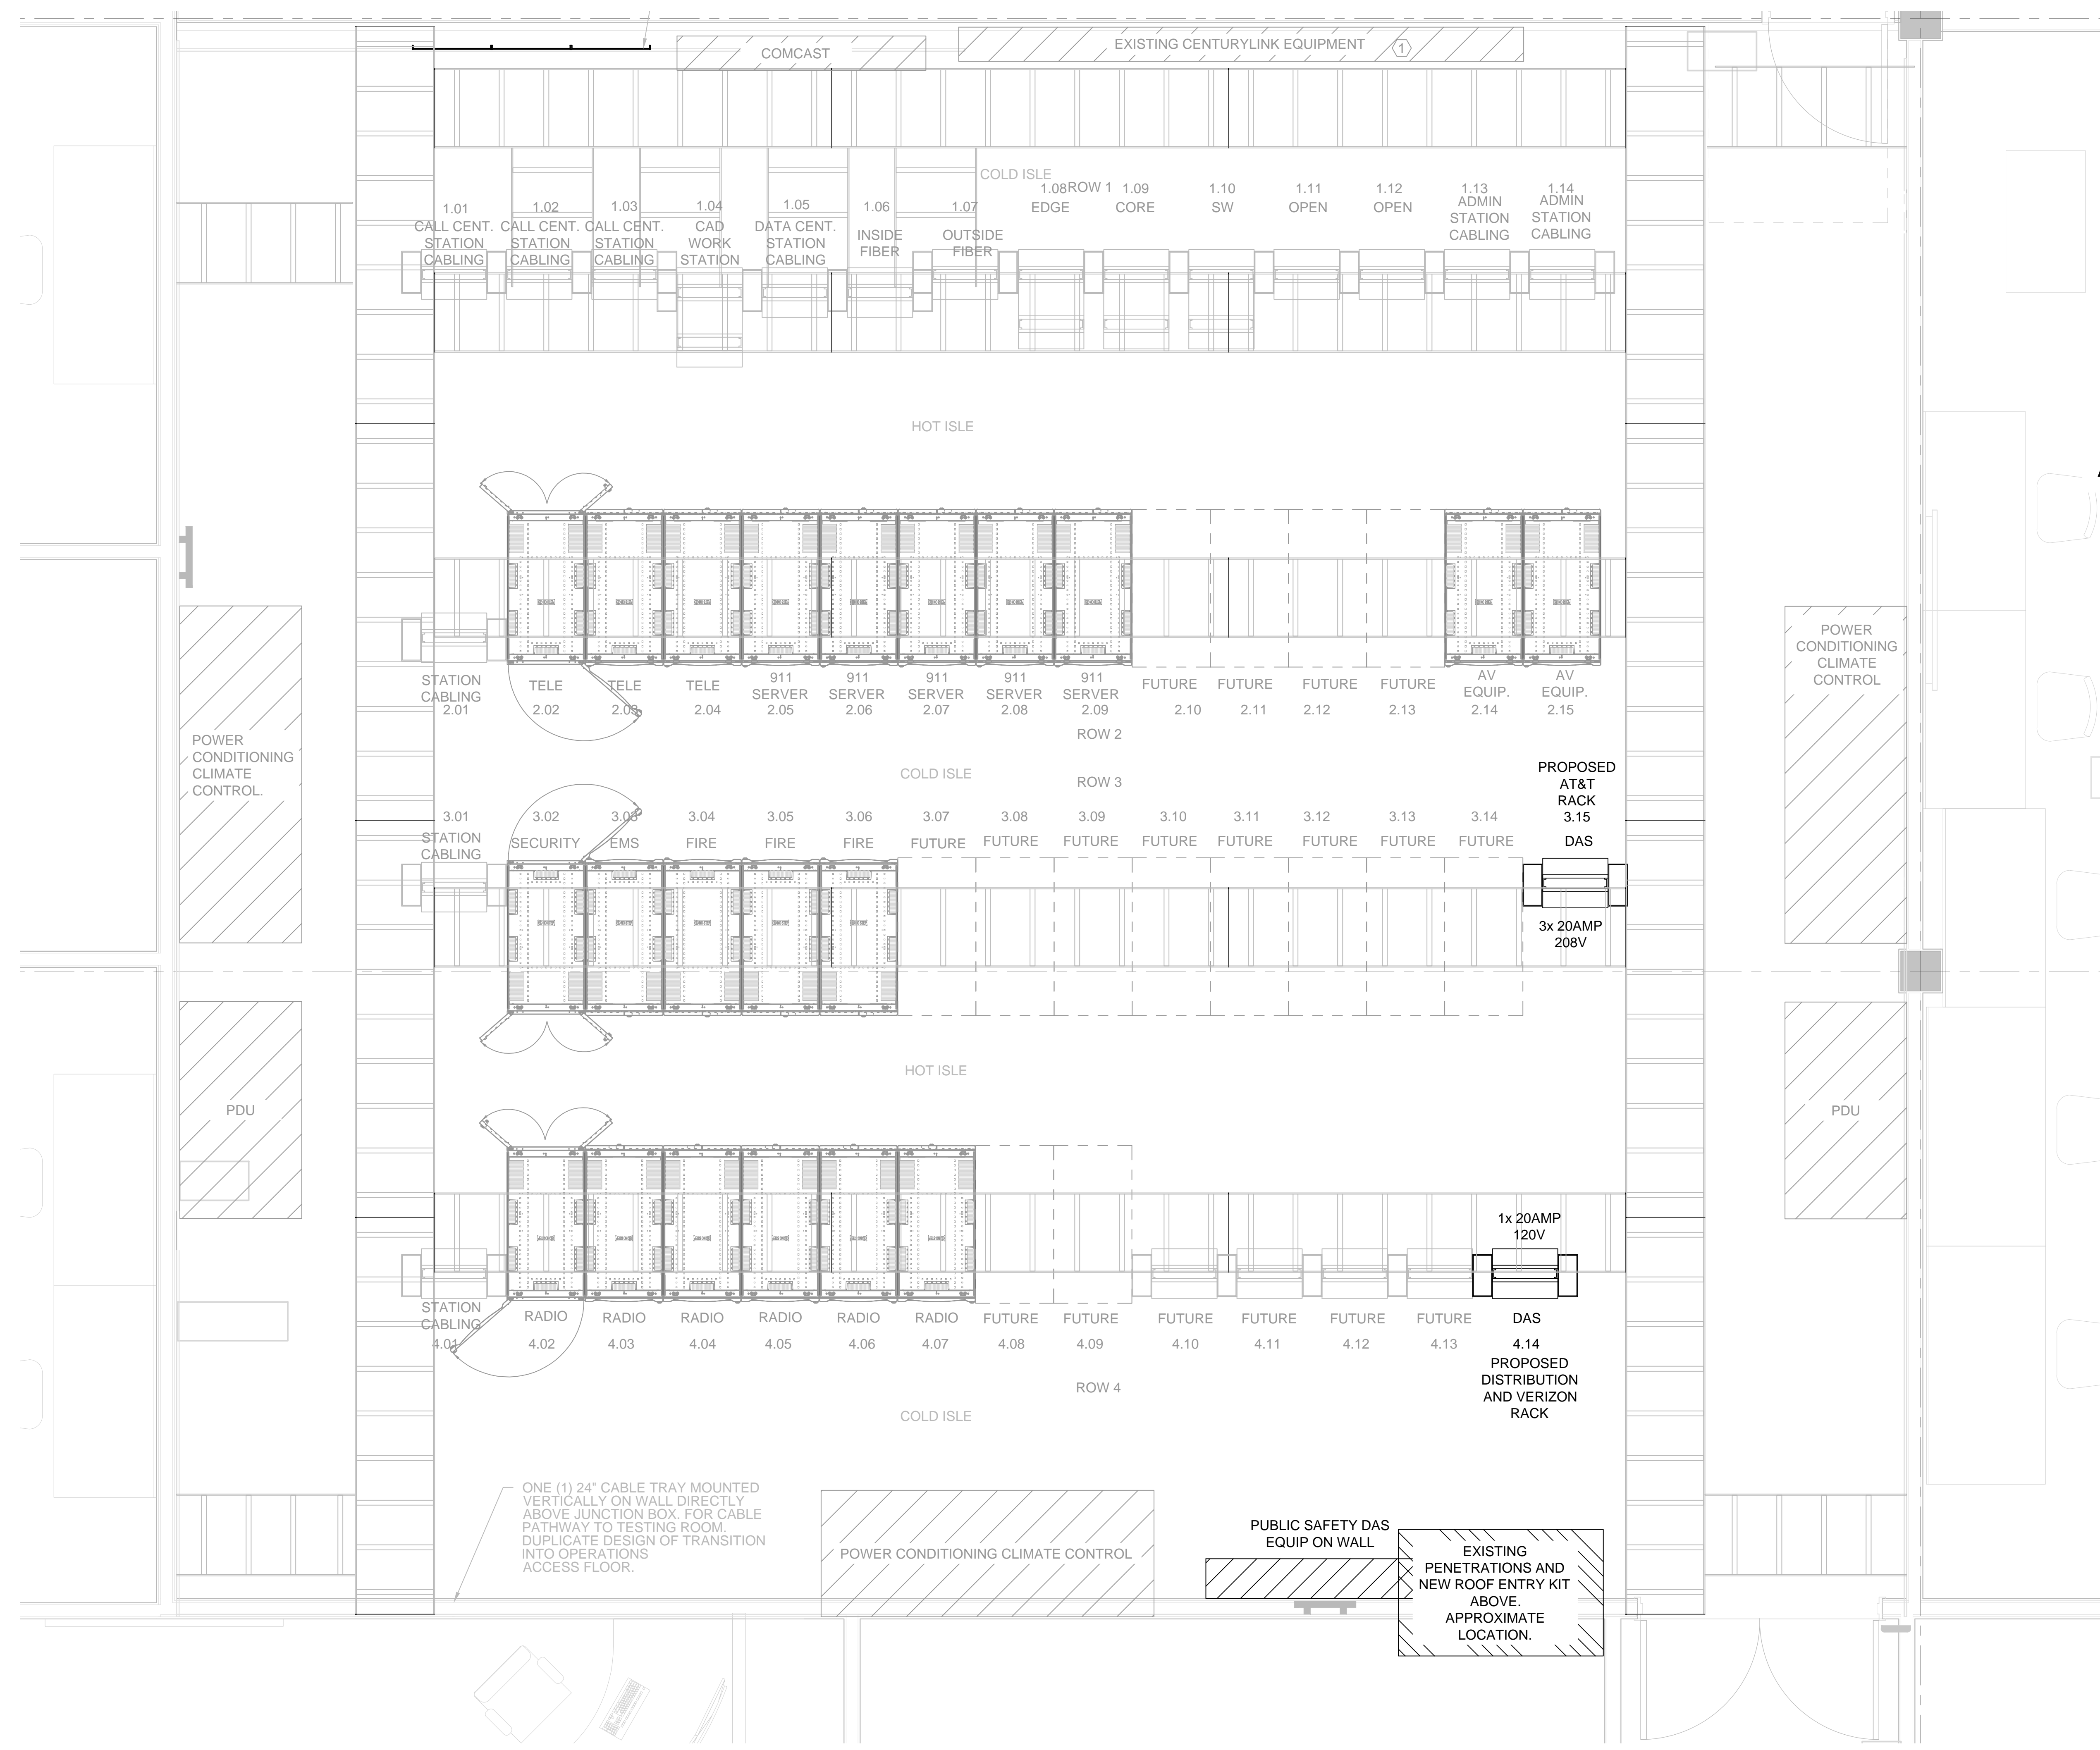 COMCAST
EXISTING CENTURYLINK EQUIPMENT
1
COLD ISLE
ROW 1
1.01
CALL CENT.
STATION
CABLING
1.02
CALL CENT.
STATION
CABLING
1.03
CALL CENT.
STATION
CABLING
1.04
CAD
WORK
STATION
1.05
DATA CENT.
STATION
CABLING
1.06
INSIDE
FIBER
1.07
OUTSIDE
FIBER
1.08
EDGE
1.09
CORE
1.10
SW
1.11
OPEN
1.12
OPEN
1.13
ADMIN
STATION
CABLING
1.14
ADMIN
STATION
CABLING
HOT ISLE
STATION
CABLING
2.01
TELE
2.02
TELE
2.03
TELE
2.04
911
SERVER
2.05
911
SERVER
2.06
911
SERVER
2.07
911
SERVER
2.08
911
SERVER
2.09
FUTURE
2.10
FUTURE
2.11
FUTURE
2.12
FUTURE
2.13
AV
EQUIP.
2.14
AV
EQUIP.
2.15
ROW 2
POWER
CONDITIONING
CLIMATE
CONTROL.
POWER
CONDITIONING
CLIMATE
CONTROL
COLD ISLE
ROW 3
3.01
STATION
CABLING
3.02
SECURITY
3.03
EMS
3.04
FIRE
3.05
FIRE
3.06
FIRE
3.07
FUTURE
3.08
FUTURE
3.09
FUTURE
3.10
FUTURE
3.11
FUTURE
3.12
FUTURE
3.13
FUTURE
3.14
FUTURE
PROPOSED
AT&T
RACK
3.15
DAS
3x 20AMP
208V
HOT ISLE
PDU
PDU
1x 20AMP
120V
STATION
CABLING
4.01
RADIO
4.02
RADIO
4.03
RADIO
4.04
RADIO
4.05
RADIO
4.06
RADIO
4.07
FUTURE
4.08
FUTURE
4.09
FUTURE
4.10
FUTURE
4.11
FUTURE
4.12
FUTURE
4.13
DAS
4.14
PROPOSED
DISTRIBUTION
AND VERIZON
RACK
ROW 4
COLD ISLE
ONE (1) 24" CABLE TRAY MOUNTED
VERTICALLY ON WALL DIRECTLY
ABOVE JUNCTION BOX. FOR CABLE
PATHWAY TO TESTING ROOM.
DUPLICATE DESIGN OF TRANSITION
INTO OPERATIONS
ACCESS FLOOR.
POWER CONDITIONING CLIMATE CONTROL
PUBLIC SAFETY DAS
EQUIP ON WALL
EXISTING
PENETRATIONS AND
NEW ROOF ENTRY KIT
ABOVE.
APPROXIMATE
LOCATION.